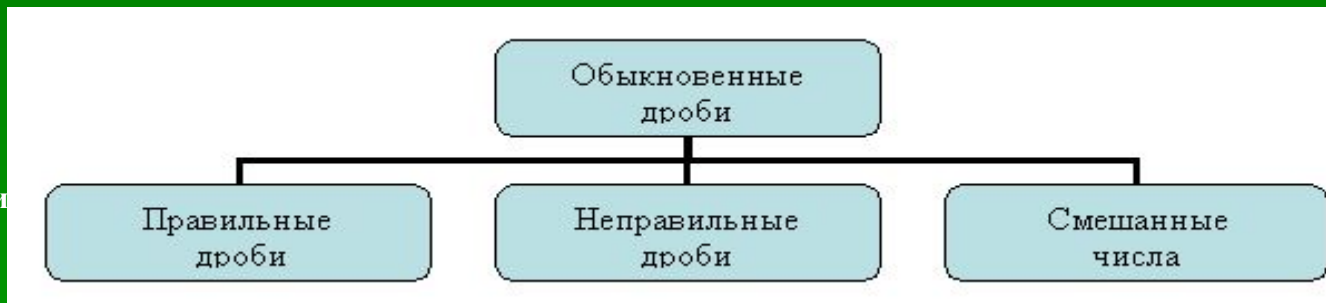 Обыкновенные
дроби
Правильные
дроби
Неправильные
дроби
Смешанные
числа